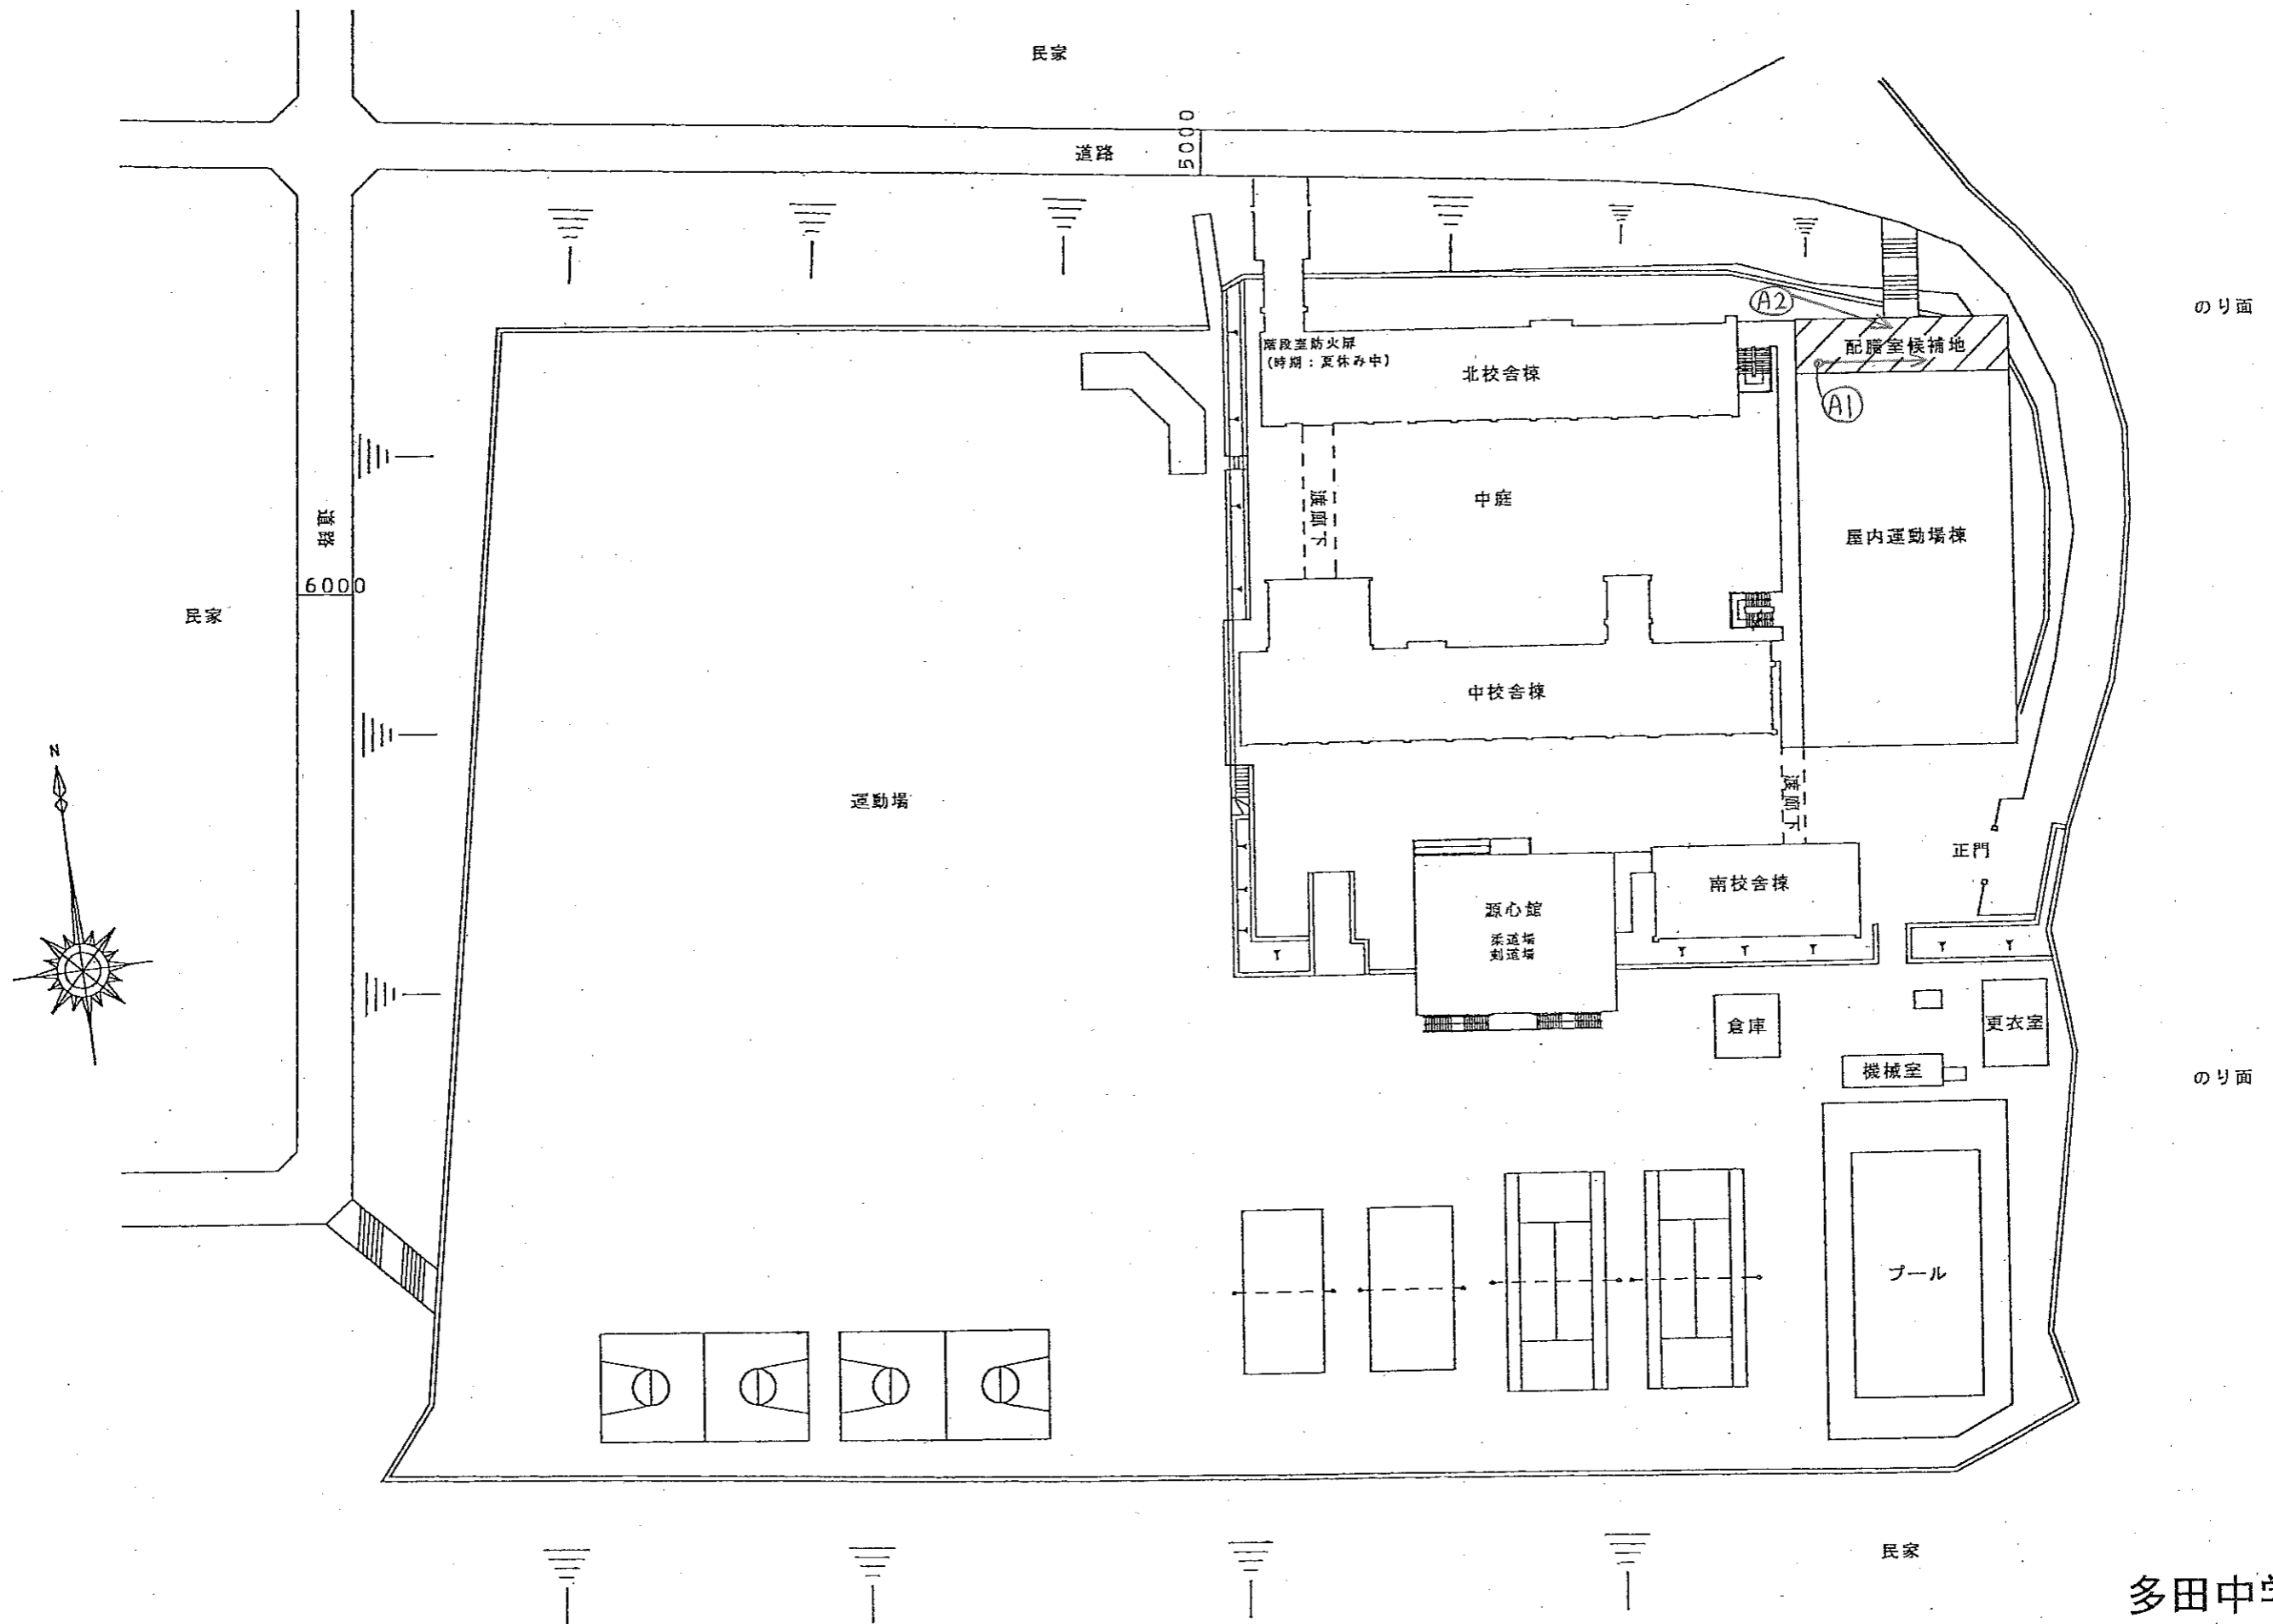 民家
道路
5000
のり面
A2
階段室防火扉
(時期:夏休み中)
北校舎棟
配膳室候補地
A1
渡廊下
中庭
屋内運動場棟
道路
6000
民家
中校舎棟
N
運動場
渡廊下
正門
南校舎棟
源心館
柔道場
剣道場
倉庫
更衣室
機械室
のり面
プール
民家
多田中